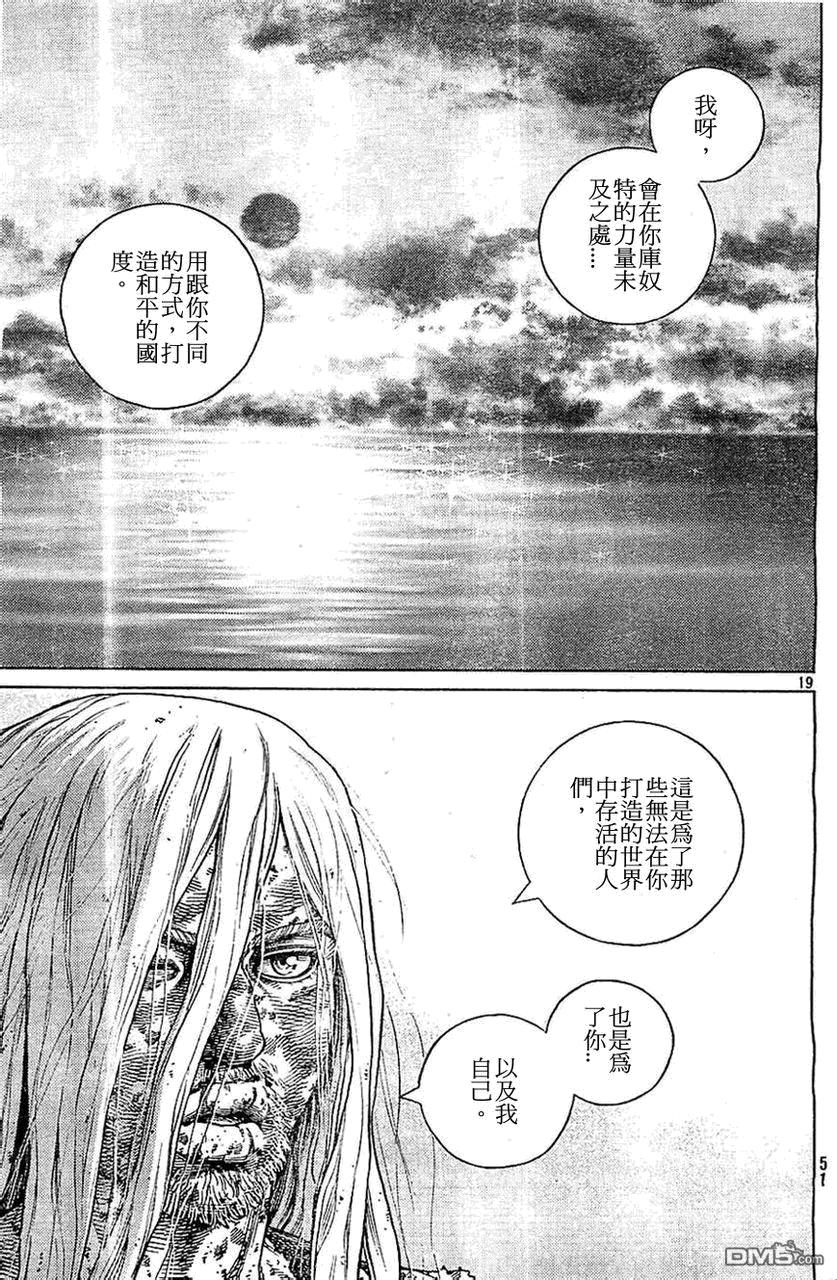 我呀，
會在你庫奴
特的力量未
及之處…
用跟你不同
的方式，打
造和平的國
度。
19
這是為了那
些無法在你
打造的世界
中存活的人
們，
也是為
了你…
以及我
自己。
51
DM5.com